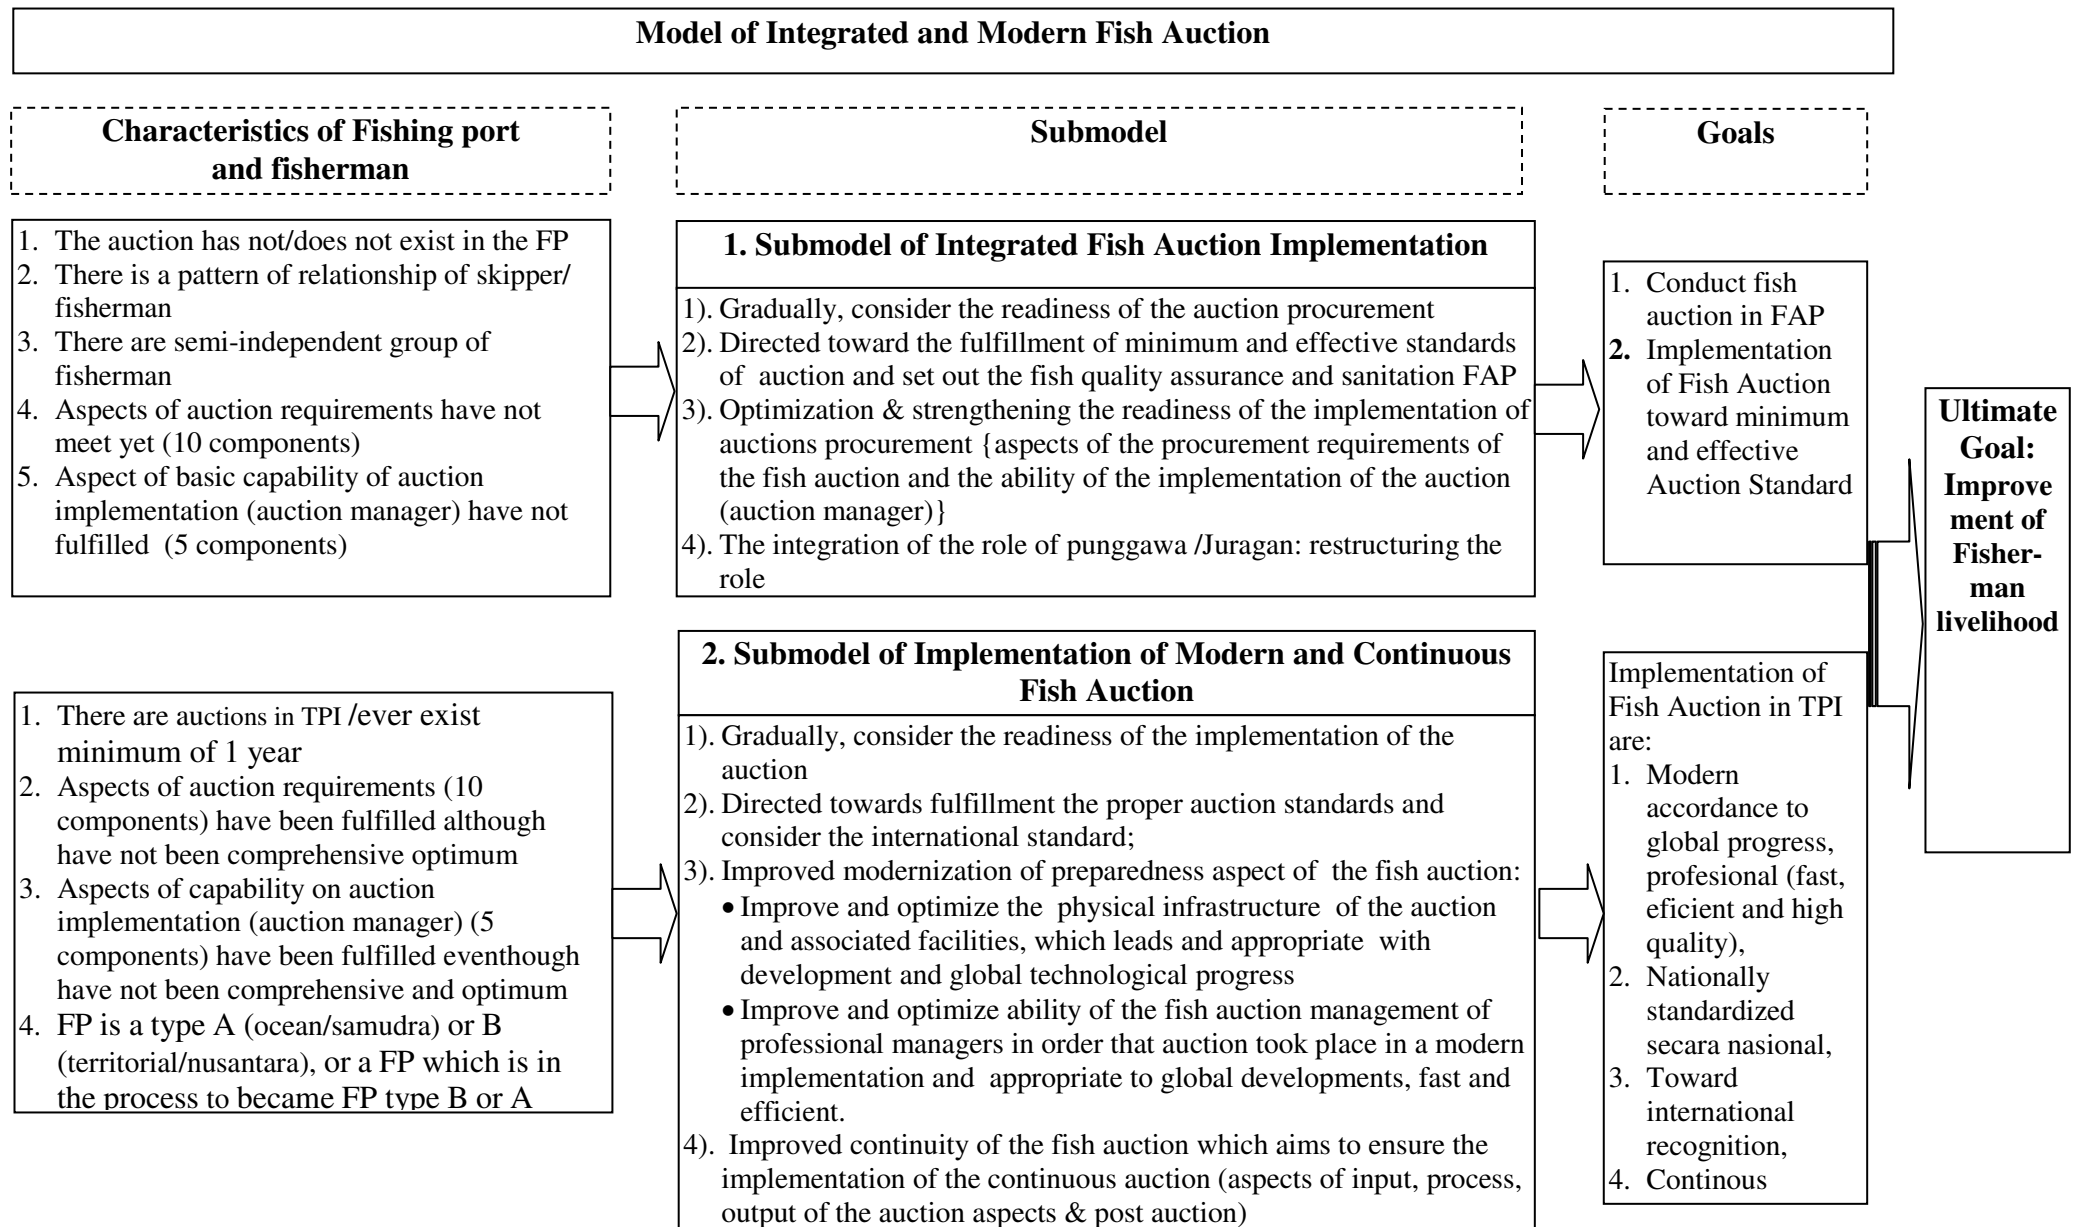 Model of Integrated and Modern Fish Auction
Characteristics of Fishing port
and fisherman
Submodel
Goals
1. The auction has not/does not exist in the FP
2. There is a pattern of relationship of skipper/
fisherman
3. There are semi-independent group of
fisherman
4. Aspects of auction requirements have not
meet yet (10 components)
5. Aspect of basic capability of auction
implementation (auction manager) have not
fulfilled (5 components)
1. Submodel of Integrated Fish Auction Implementation
1). Gradually, consider the readiness of the auction procurement
2). Directed toward the fulfillment of minimum and effective standards
of auction and set out the fish quality assurance and sanitation FAP
3). Optimization & strengthening the readiness of the implementation of
auctions procurement {aspects of the procurement requirements of
the fish auction and the ability of the implementation of the auction
(auction manager)}
4). The integration of the role of punggawa /Juragan: restructuring the
role
1. Conduct fish
auction in FAP
2. Implementation
of Fish Auction
toward minimum
and effective
Auction Standard
Ultimate
Goal:
Improve
ment of
Fisher-
man
livelihood
1. There are auctions in TPI /ever exist
minimum of 1 year
2. Aspects of auction requirements (10
components) have been fulfilled although
have not been comprehensive optimum
3. Aspects of capability on auction
implementation (auction manager) (5
components) have been fulfilled eventhough
have not been comprehensive and optimum
4. FP is a type A (ocean/samudra) or B
(territorial/nusantara), or a FP which is in
the process to became FP type B or A
2. Submodel of Implementation of Modern and Continuous
Fish Auction
1). Gradually, consider the readiness of the implementation of the
auction
2). Directed towards fulfillment the proper auction standards and
consider the international standard;
3). Improved modernization of preparedness aspect of the fish auction:
• Improve and optimize the physical infrastructure of the auction
and associated facilities, which leads and appropriate with
development and global technological progress
• Improve and optimize ability of the fish auction management of
professional managers in order that auction took place in a modern
implementation and appropriate to global developments, fast and
efficient.
4). Improved continuity of the fish auction which aims to ensure the
implementation of the continuous auction (aspects of input, process,
output of the auction aspects & post auction)
Implementation of
Fish Auction in TPI
are:
1. Modern
accordance to
global progress,
profesional (fast,
eficient and high
quality),
2. Nationally
standardized
secara nasional,
3. Toward
international
recognition,
4. Continous